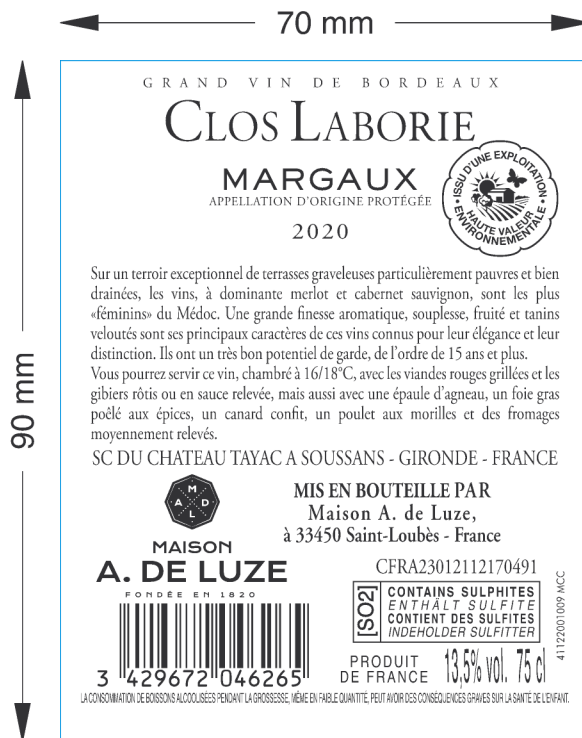 70 mm
90 mm
GRAND VIN DE BORDEAUX
CLOS LABORIE
MARGAUX
APPELLATION D'ORIGINE PROTÉGÉE
2020
• ISSU D'UNE EXPLOITATION •
HAUTE VALEUR
ENVIRONNEMENTALE
Sur un terroir exceptionnel de terrasses graveleuses particulièrement pauvres et bien
drainées, les vins, à dominante merlot et cabernet sauvignon, sont les plus
«féminins» du Médoc. Une grande finesse aromatique, souplesse, fruité et tanins
veloutés sont ses principaux caractères de ces vins connus pour leur élégance et leur
distinction. Ils ont un très bon potentiel de garde, de l'ordre de 15 ans et plus.
Vous pourrez servir ce vin, chambré à 16/18°C, avec les viandes rouges grillées et les
gibiers rôtis ou en sauce relevée, mais aussi avec une épaule d'agneau, un foie gras
poêlé aux épices, un canard confit, un poulet aux morilles et des fromages
moyennement relevés.
SC DU CHATEAU TAYAC A SOUSSANS - GIRONDE - FRANCE
M
A D
L
MAISON
A. DE LUZE
FONDÉE EN 1820
MIS EN BOUTEILLE PAR
Maison A. de Luze,
à 33450 Saint-Loubès - France
CFRA23012112170491
[SO2]
CONTAINS SULPHITES
ENTHÄLT SULFITE
CONTIENT DES SULFITES
INDEHOLDER SULFITTER
41122001009 MCC
3 429672 046265
PRODUIT
DE FRANCE
13,5% vol. 75 cl
LA CONSOMMATION DE BOISSONS ALCOOLISÉES PENDANT LA GROSSESSE, MÊME EN FAIBLE QUANTITÉ, PEUT AVOIR DES CONSÉQUENCES GRAVES SUR LA SANTÉ DE L'ENFANT.